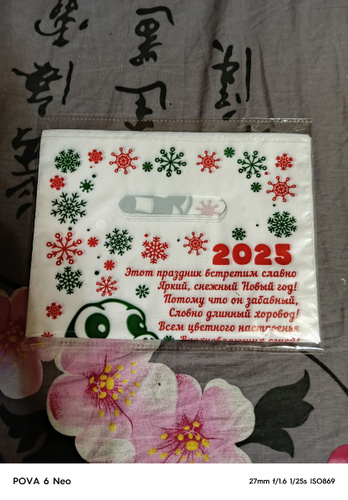 2025
Этот праздник встретим славно
Яркий, снежный Новый год!
Потому что он забавный,
Словно длинный хоровод!
Всем цветного настроенья
POVA 6 Neo
27mm f/1.6 1/25s ISO869